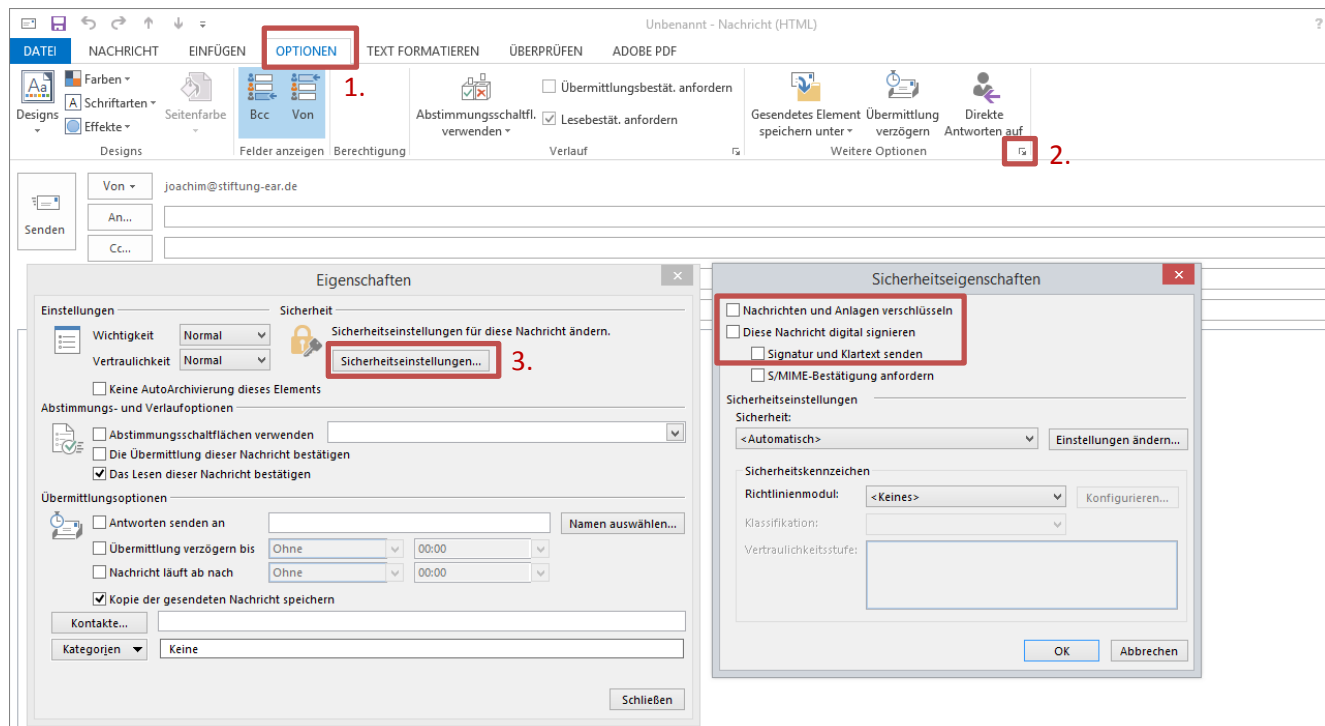 Unbenannt - Nachricht (HTML)
?
DATEI NACHRICHT EINFÜGEN OPTIONEN TEXT FORMATIEREN ÜBERPRÜFEN ADOBE PDF
1.
Aa
Designs
Farben
A Schriftarten
Effekte
Seitenfarbe
Bcc Von
Abstimmungsschaltfl.
verwenden
Übermittlungsbestät. anfordern
Lesebestät. anfordern
Gesendetes Element
speichern unter
Übermittlung
verzögern
Direkte
Antworten auf
Designs Felder anzeigen Berechtigung Verlauf Weitere Optionen
2.
Senden
Von joachim@stiftung-ear.de
An...
Cc...
Eigenschaften
Einstellungen
Wichtigkeit Normal
Vertraulichkeit Normal
Keine AutoArchivierung dieses Elements
Sicherheit
Sicherheitseinstellungen für diese Nachricht ändern.
Sicherheitseinstellungen...
3.
Abstimmungs- und Verlaufoptionen
Abstimmungsschaltflächen verwenden
Die Übermittlung dieser Nachricht bestätigen
Das Lesen dieser Nachricht bestätigen
Übermittlungsoptionen
Antworten senden an Namen auswählen...
Übermittlung verzögern bis Ohne 00:00
Nachricht läuft ab nach Ohne 00:00
Kopie der gesendeten Nachricht speichern
Kontakte...
Kategorien Keine
Schließen
Sicherheitseigenschaften
Nachrichten und Anlagen verschlüsseln
Diese Nachricht digital signieren
Signatur und Klartext senden
S/MIME-Bestätigung anfordern
Sicherheitseinstellungen
Sicherheit:
<Automatisch> Einstellungen ändern...
Sicherheitskennzeichen
Richtlinienmodul: <Keines> Konfigurieren...
Klassifikation:
Vertraulichkeitsstufe:
OK Abbrechen